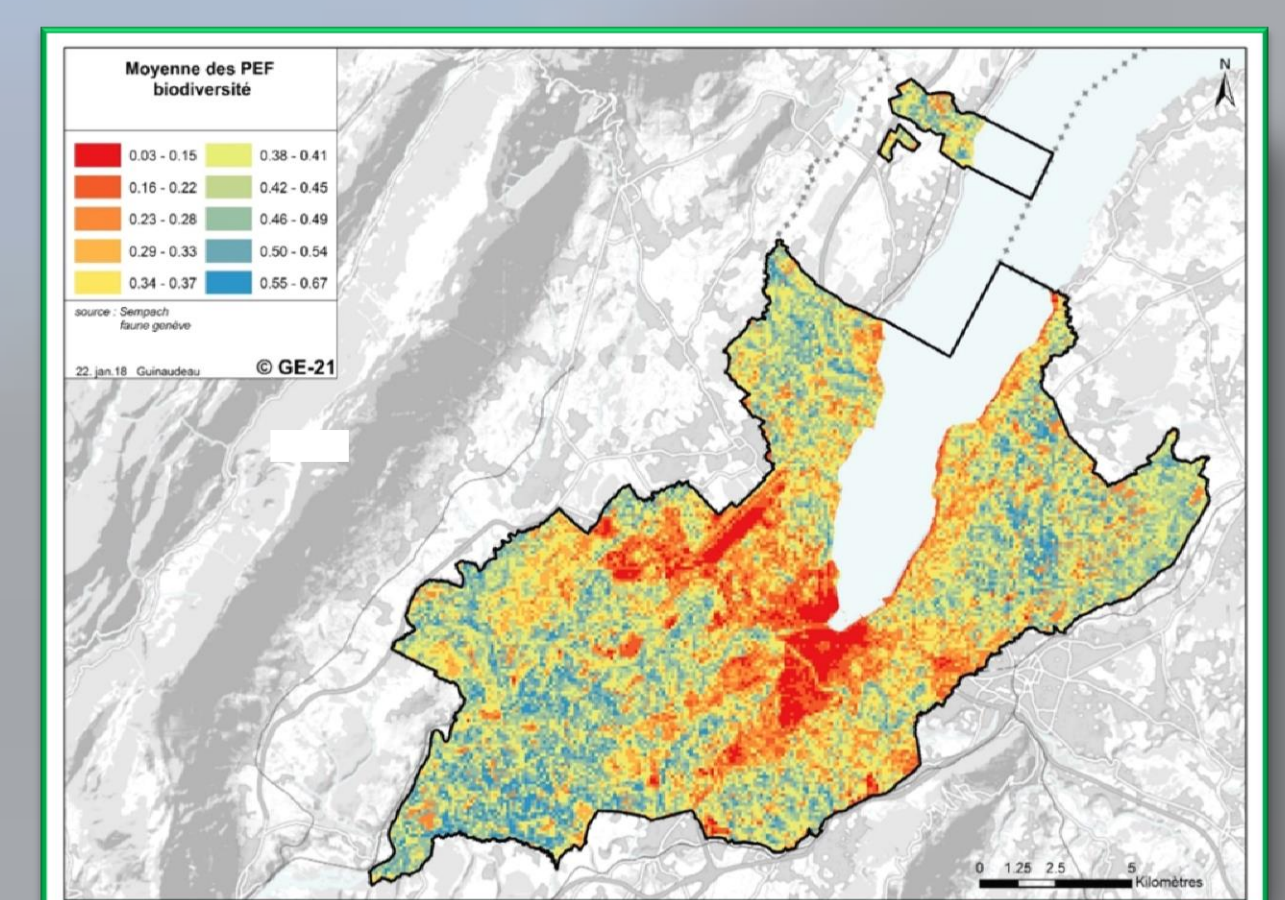 Moyenne des PEF
biodiversité
0.03 - 0.15
0.16 - 0.22
0.23 - 0.28
0.29 - 0.33
0.34 - 0.37
0.38 - 0.41
0.42 - 0.45
0.46 - 0.49
0.50 - 0.54
0.55 - 0.67
source : Sempach
faune genève
22. jan.18 Guinaudeau © GE-21
N
0 1.25 2.5 5
Kilomètres